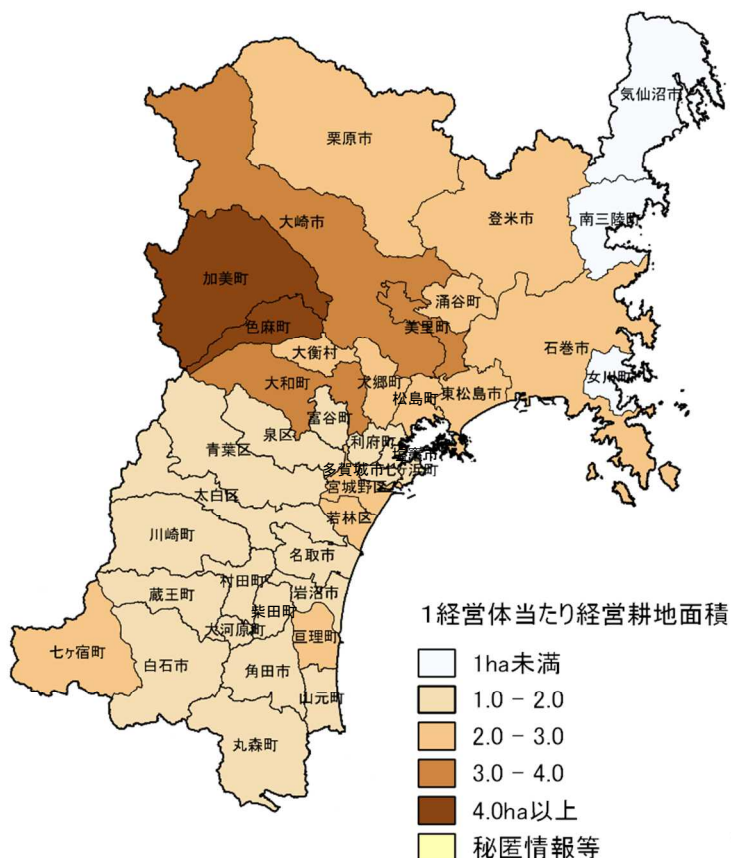 気仙沼市
栗原市
登米市
南三陸町
大崎市
加美町
涌谷町
色麻町
美里町
石巻市
大衡村
女川町
大和町
大郷町
松島町
東松島市
富谷町
泉区
利府町
青葉区
塩竈市
多賀城市
七ヶ浜町
宮城野区
太白区
若林区
川崎町
名取市
村田町
岩沼市
蔵王町
柴田町
大河原町
亘理町
七ヶ宿町
白石市
角田市
山元町
丸森町
1経営体当たり経営耕地面積
1ha未満
1.0 - 2.0
2.0 - 3.0
3.0 - 4.0
4.0ha以上
秘匿情報等